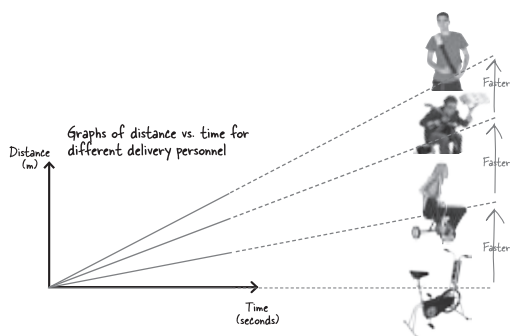 Faster
Graphs of distance vs. time for
different delivery personnel
Distance
(m)
Faster
Faster
Time
(seconds)